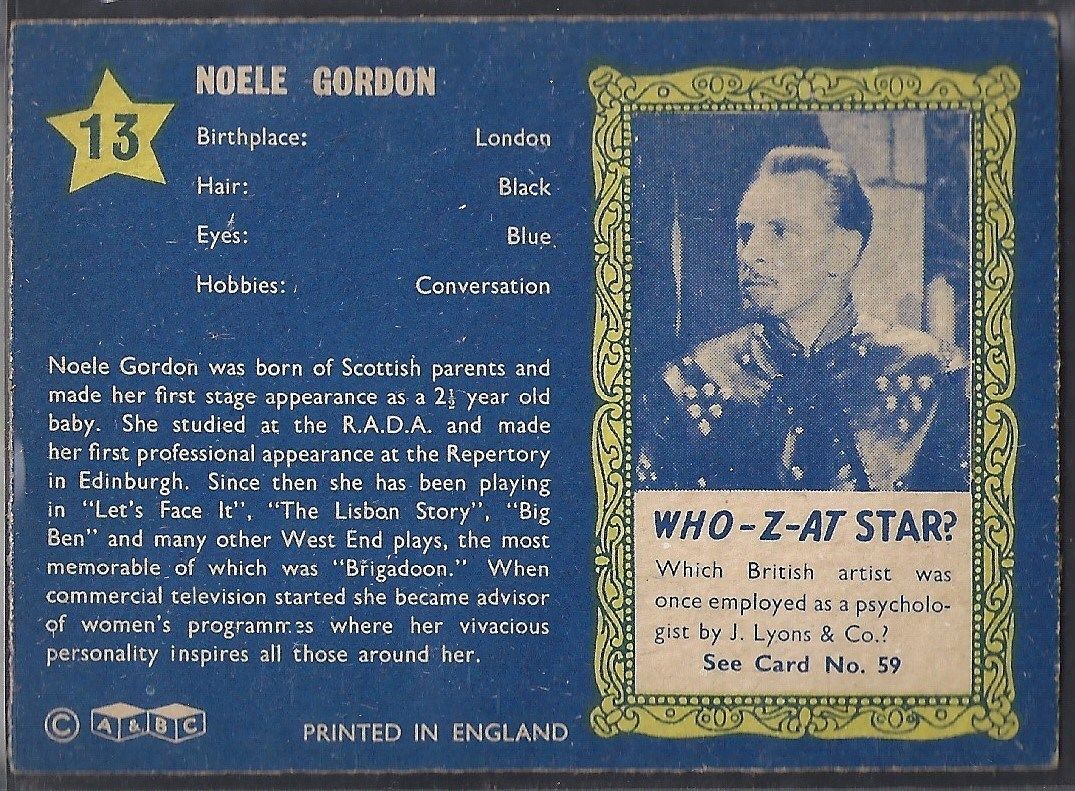 13
NOELE GORDON
Birthplace: London
Hair: Black
Eyes: Blue
Hobbies: Conversation
Noele Gordon was born of Scottish parents and
made her first stage appearance as a 2½ year old
baby. She studied at the R.A.D.A. and made
her first professional appearance at the Repertory
in Edinburgh. Since then she has been playing
in "Let's Face It", "The Lisbon Story", "Big
Ben" and many other West End plays, the most
memorable of which was "Brigadoon." When
commercial television started she became advisor
of women's programmes where her vivacious
personality inspires all those around her.
© A & B C
PRINTED IN ENGLAND
WHO-Z-AT STAR?
Which British artist was
once employed as a psycholo-
gist by J. Lyons & Co.?
See Card No. 59